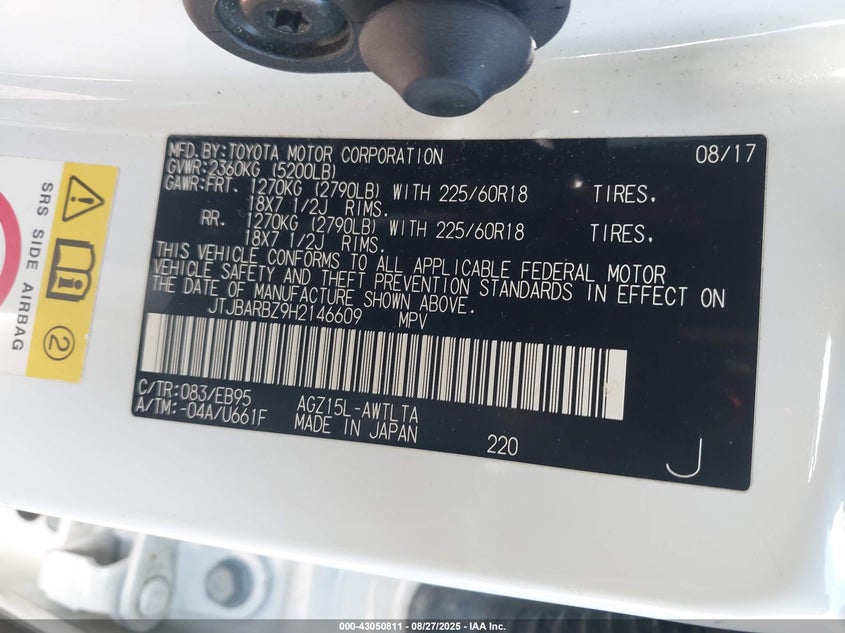 MFD.BY:TOYOTA MOTOR CORPORATION 08/17
GVWR:2360KG (5200LB)
GAWR:FRT. 1270KG (2790LB) WITH 225/60R18 TIRES,
18X7 1/2J RIMS.
RR. 1270KG (2790LB) WITH 225/60R18 TIRES,
18X7 1/2J RIMS.
THIS VEHICLE CONFORMS TO ALL APPLICABLE FEDERAL MOTOR
VEHICLE SAFETY AND THEFT PREVENTION STANDARDS IN EFFECT ON
THE DATE OF MANUFACTURE SHOWN ABOVE.
JTJBARBZ9H2146609 MPV
C/TR:083/EB95 AGZ15L-AWTLTA
A/TM:-04A/U661F MADE IN JAPAN 220
J
SRS SIDE AIRBAG
2
000-43050811 - 08/27/2025 - IAA Inc.